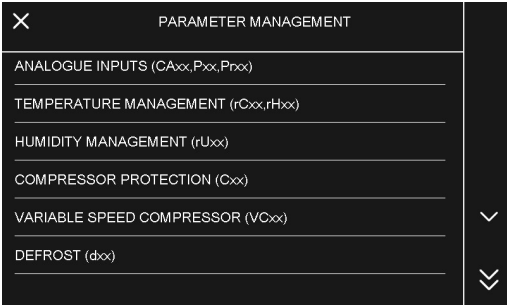 PARAMETER MANAGEMENT
ANALOGUE INPUTS (CAxx,Pxx,Prxx)
TEMPERATURE MANAGEMENT (rCxx,rHxx)
HUMIDITY MANAGEMENT (rUxx)
COMPRESSOR PROTECTION (Cxx)
VARIABLE SPEED COMPRESSOR (VCxx)
DEFROST (dxx)